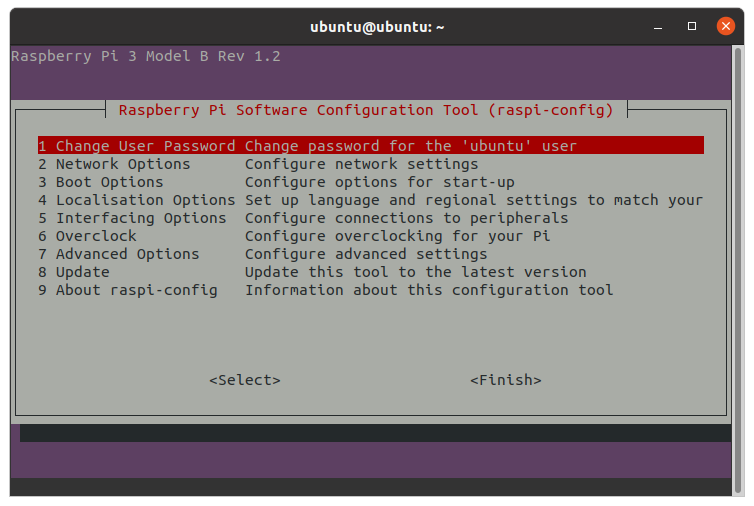 ubuntu@ubuntu: ~
Raspberry Pi 3 Model B Rev 1.2
Raspberry Pi Software Configuration Tool (raspi-config)
1 Change User Password Change password for the 'ubuntu' user
2 Network Options Configure network settings
3 Boot Options Configure options for start-up
4 Localisation Options Set up language and regional settings to match your
5 Interfacing Options Configure connections to peripherals
6 Overclock Configure overclocking for your Pi
7 Advanced Options Configure advanced settings
8 Update Update this tool to the latest version
9 About raspi-config Information about this configuration tool
<Select> <Finish>